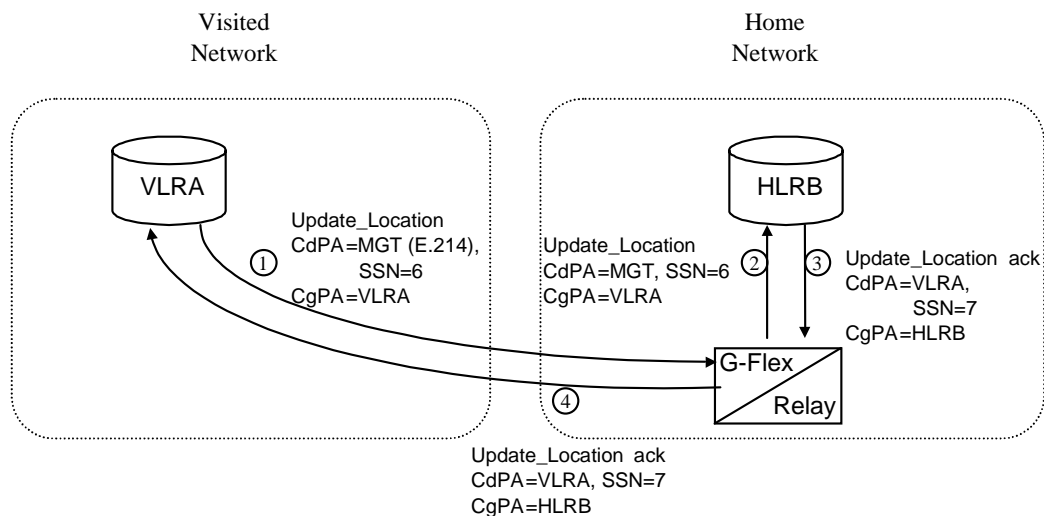 Visited
Network
Home
Network
VLRA
HLRB
Update_Location
CdPA=MGT (E.214),
SSN=6
CgPA=VLRA
1
Update_Location
CdPA=MGT, SSN=6
CgPA=VLRA
2
3
Update_Location ack
CdPA=VLRA,
SSN=7
CgPA=HLRB
G-Flex
Relay
4
Update_Location ack
CdPA=VLRA, SSN=7
CgPA=HLRB